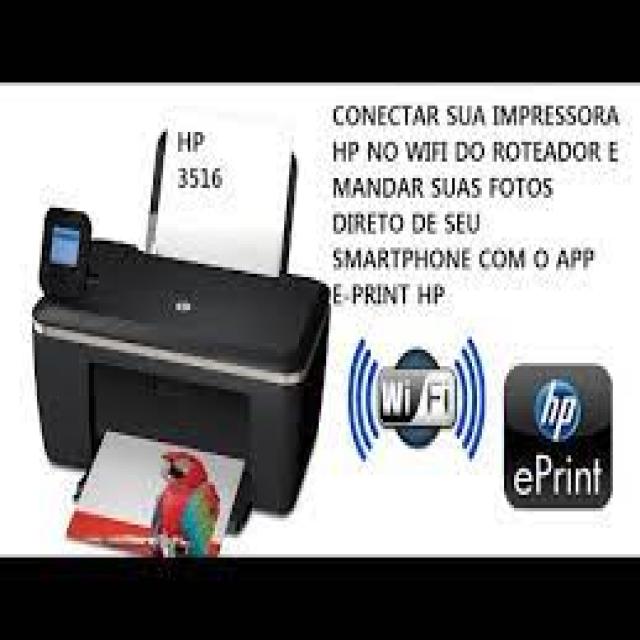 HP
3516
CONECTAR SUA IMPRESSORA
HP NO WIFI DO ROTEADOR E
MANDAR SUAS FOTOS
DIRETO DE SEU
SMARTPHONE COM O APP
E-PRINT HP
Wi Fi
hp
ePrint